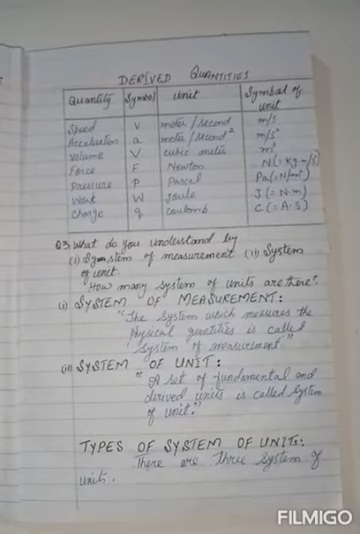 DERIVED QUANTITIES
Quantity Symbol Unit Symbol of unit
Speed v meter/second m/s
Acceleration a meter/second² m/s²
Volume V cubic meter m³
Force F Newton N(=kg.m/s²)
Pressure P Pascal Pa(=N/m²)
Work W Joule J(=N.m)
Charge q coulomb C(=A.S)
Q3: What do you understand by
(i) System of measurement (ii) System
of unit.
How many system of units are there?
(i) SYSTEM OF MEASUREMENT:
"The system which measures the
physical quantities is called
system of measurement."
(ii) SYSTEM OF UNIT:
"A set of fundamental and
derived units is called System
of unit."
TYPES OF SYSTEM OF UNITS:
There are Three System of
units.
FILMIGO